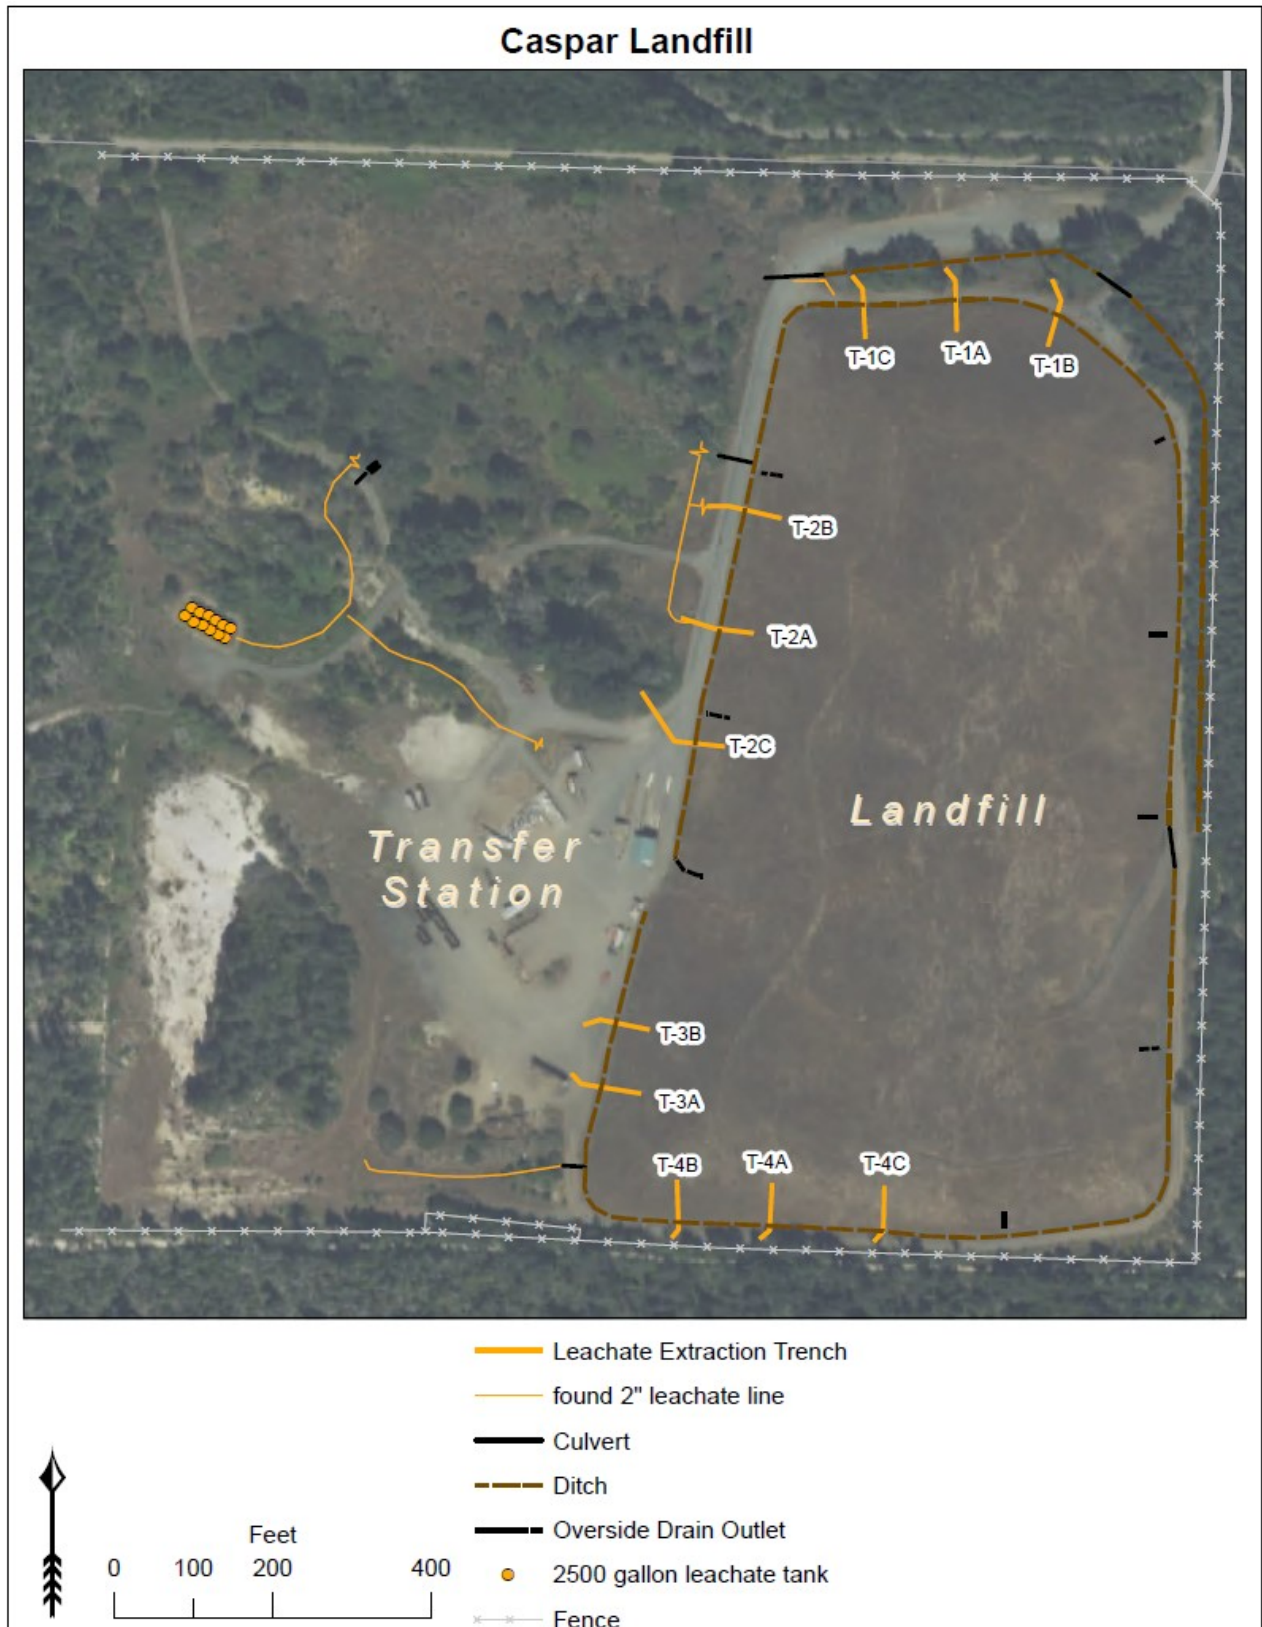 Caspar Landfill
T-1C
T-1A
T-1B
T-2B
T-2A
T-2C
Landfill
Transfer
Station
T-3B
T-3A
T-4B
T-4A
T-4C
Leachate Extraction Trench
found 2" leachate line
Culvert
Ditch
Overside Drain Outlet
2500 gallon leachate tank
Fence
Feet
0 100 200 400